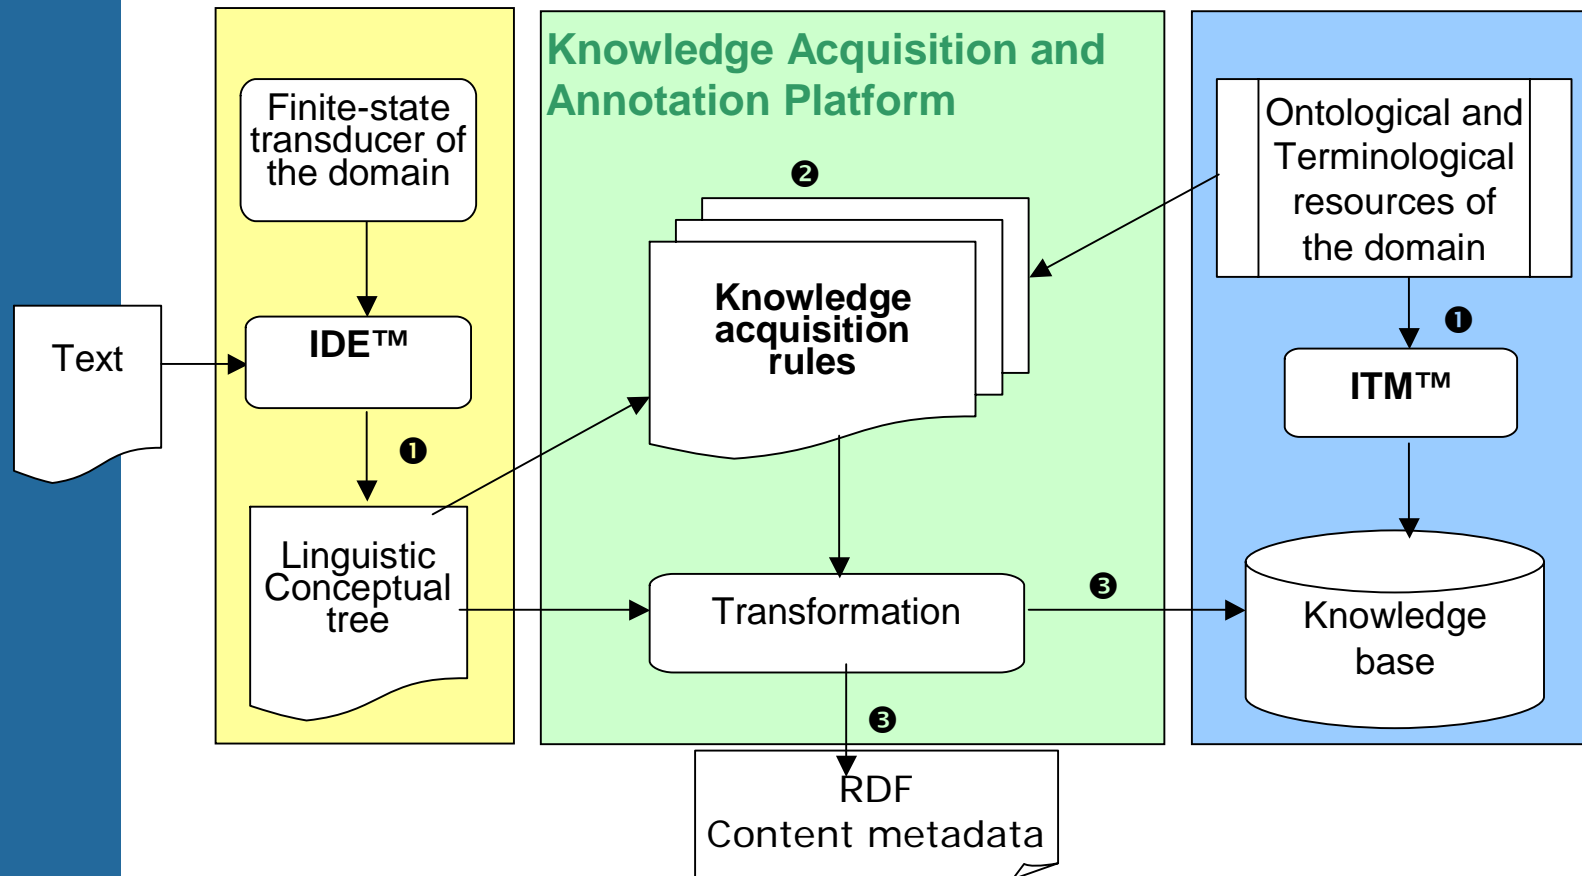 Knowledge Acquisition and
Annotation Platform
Finite-state
transducer of
the domain
Ontological and
Terminological
resources of
the domain
❷
Knowledge
acquisition
rules
❶
Text
IDE™
ITM™
❶
Linguistic
Conceptual
tree
Transformation
❸
Knowledge
base
❸
RDF
Content metadata